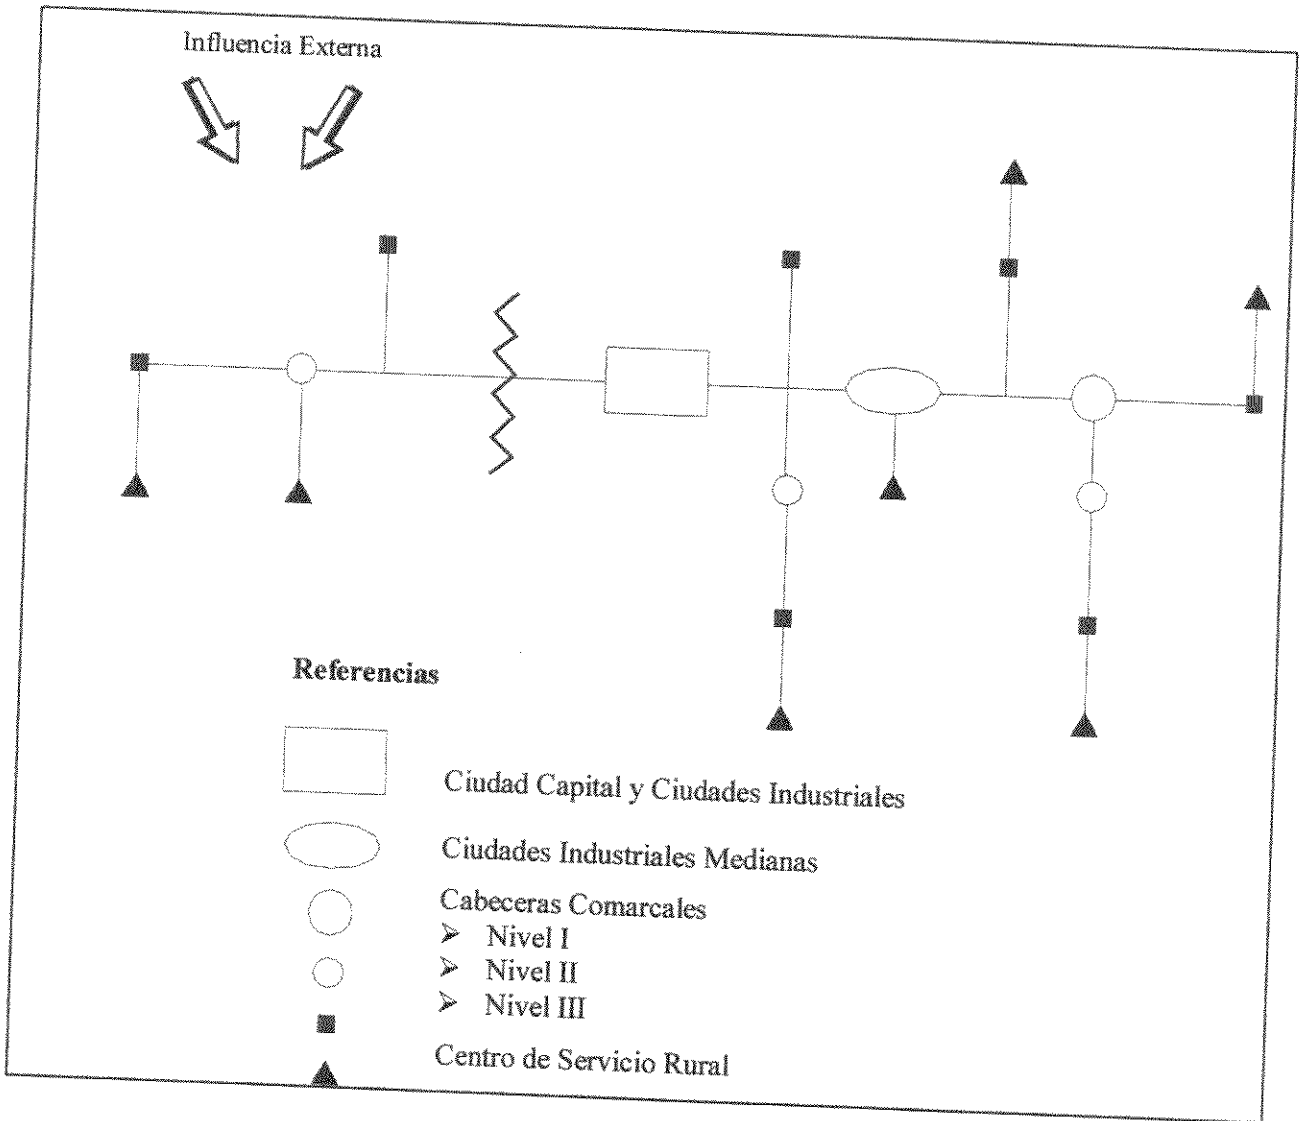 Influencia Externa
Referencias
Ciudad Capital y Ciudades Industriales
Ciudades Industriales Medianas
Cabeceras Comarcales
➢ Nivel I
➢ Nivel II
➢ Nivel III
Centro de Servicio Rural